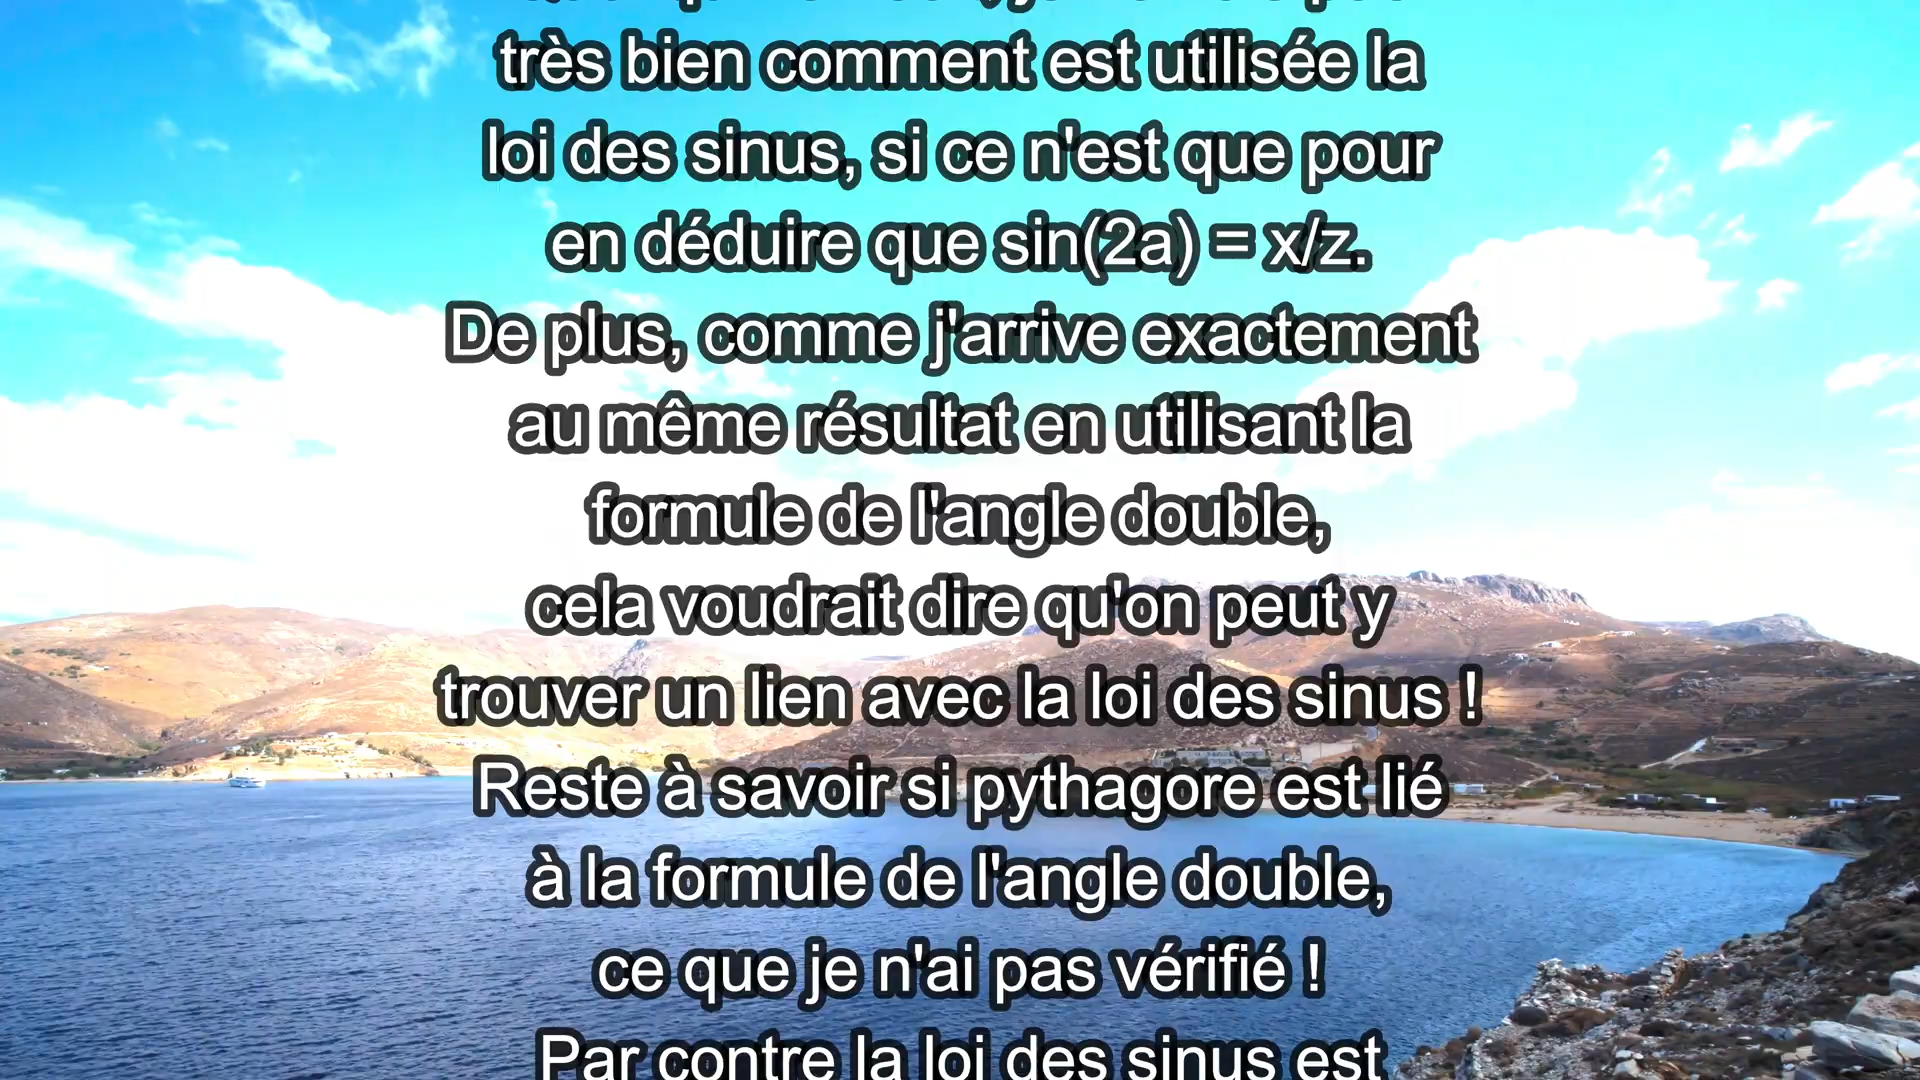 très bien comment est utilisée la
loi des sinus, si ce n'est que pour
en déduire que sin(2a) = x/z.
De plus, comme j'arrive exactement
au même résultat en utilisant la
formule de l'angle double,
cela voudrait dire qu'on peut y
trouver un lien avec la loi des sinus !
Reste à savoir si pythagore est lié
à la formule de l'angle double,
ce que je n'ai pas vérifié !
Par contre la loi des sinus est